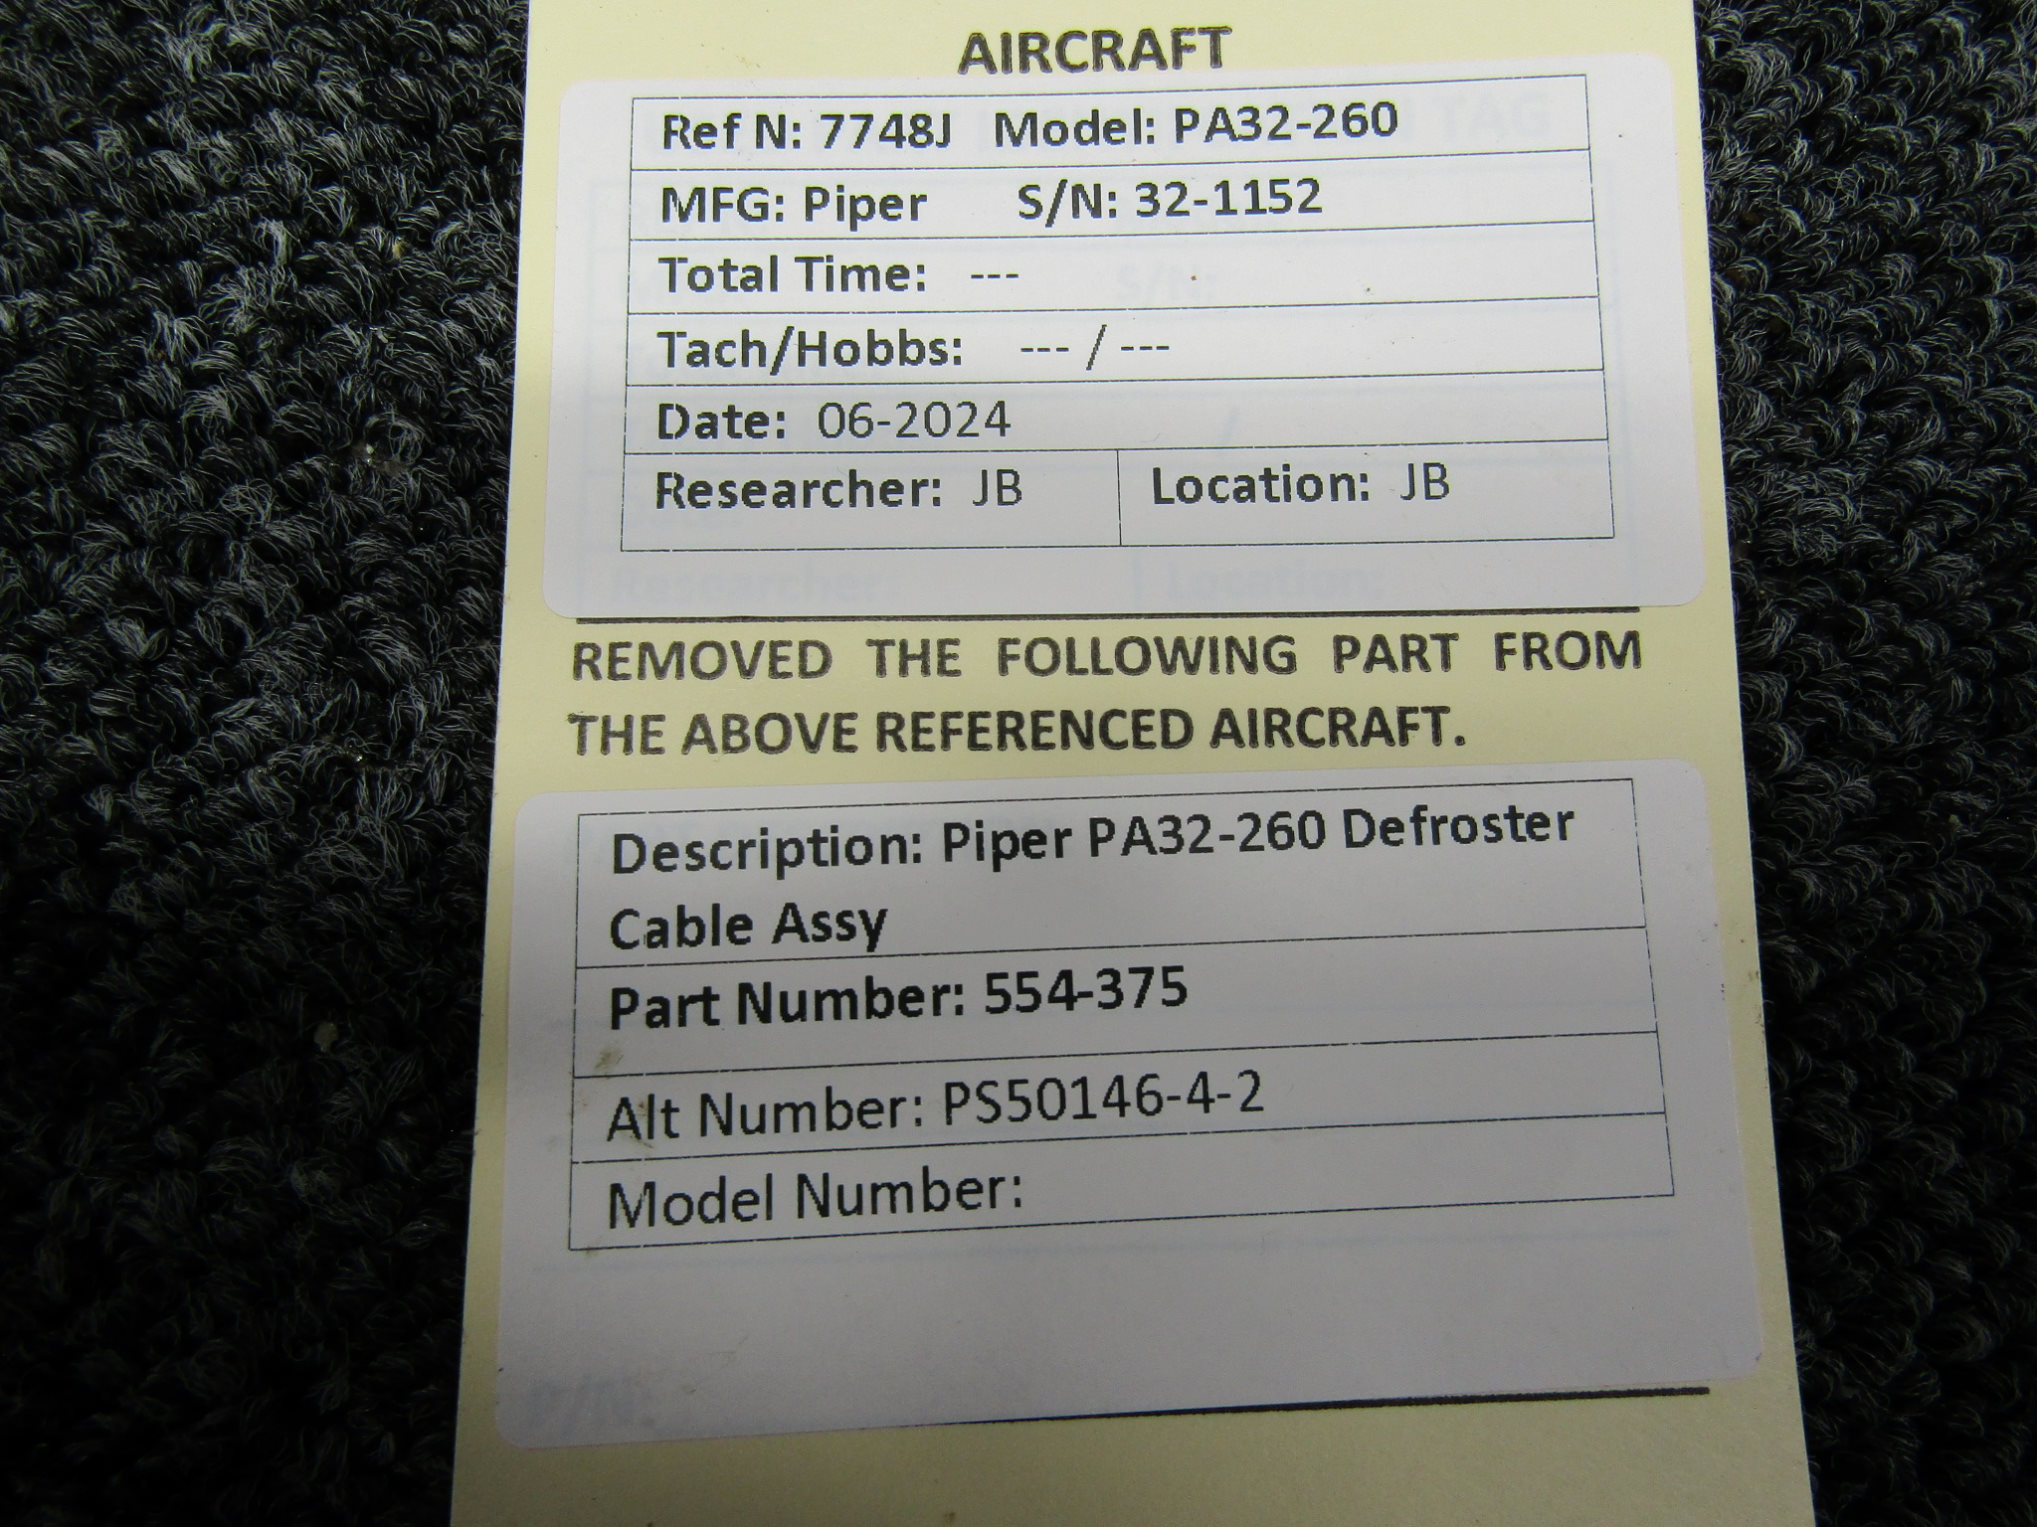 AIRCRAFT
Ref N: 7748J Model: PA32-260
MFG: Piper S/N: 32-1152
Total Time: ---
Tach/Hobbs: --- / ---
Date: 06-2024
Researcher: JB Location: JB
REMOVED THE FOLLOWING PART FROM
THE ABOVE REFERENCED AIRCRAFT.
Description: Piper PA32-260 Defroster
Cable Assy
Part Number: 554-375
Alt Number: PS50146-4-2
Model Number: